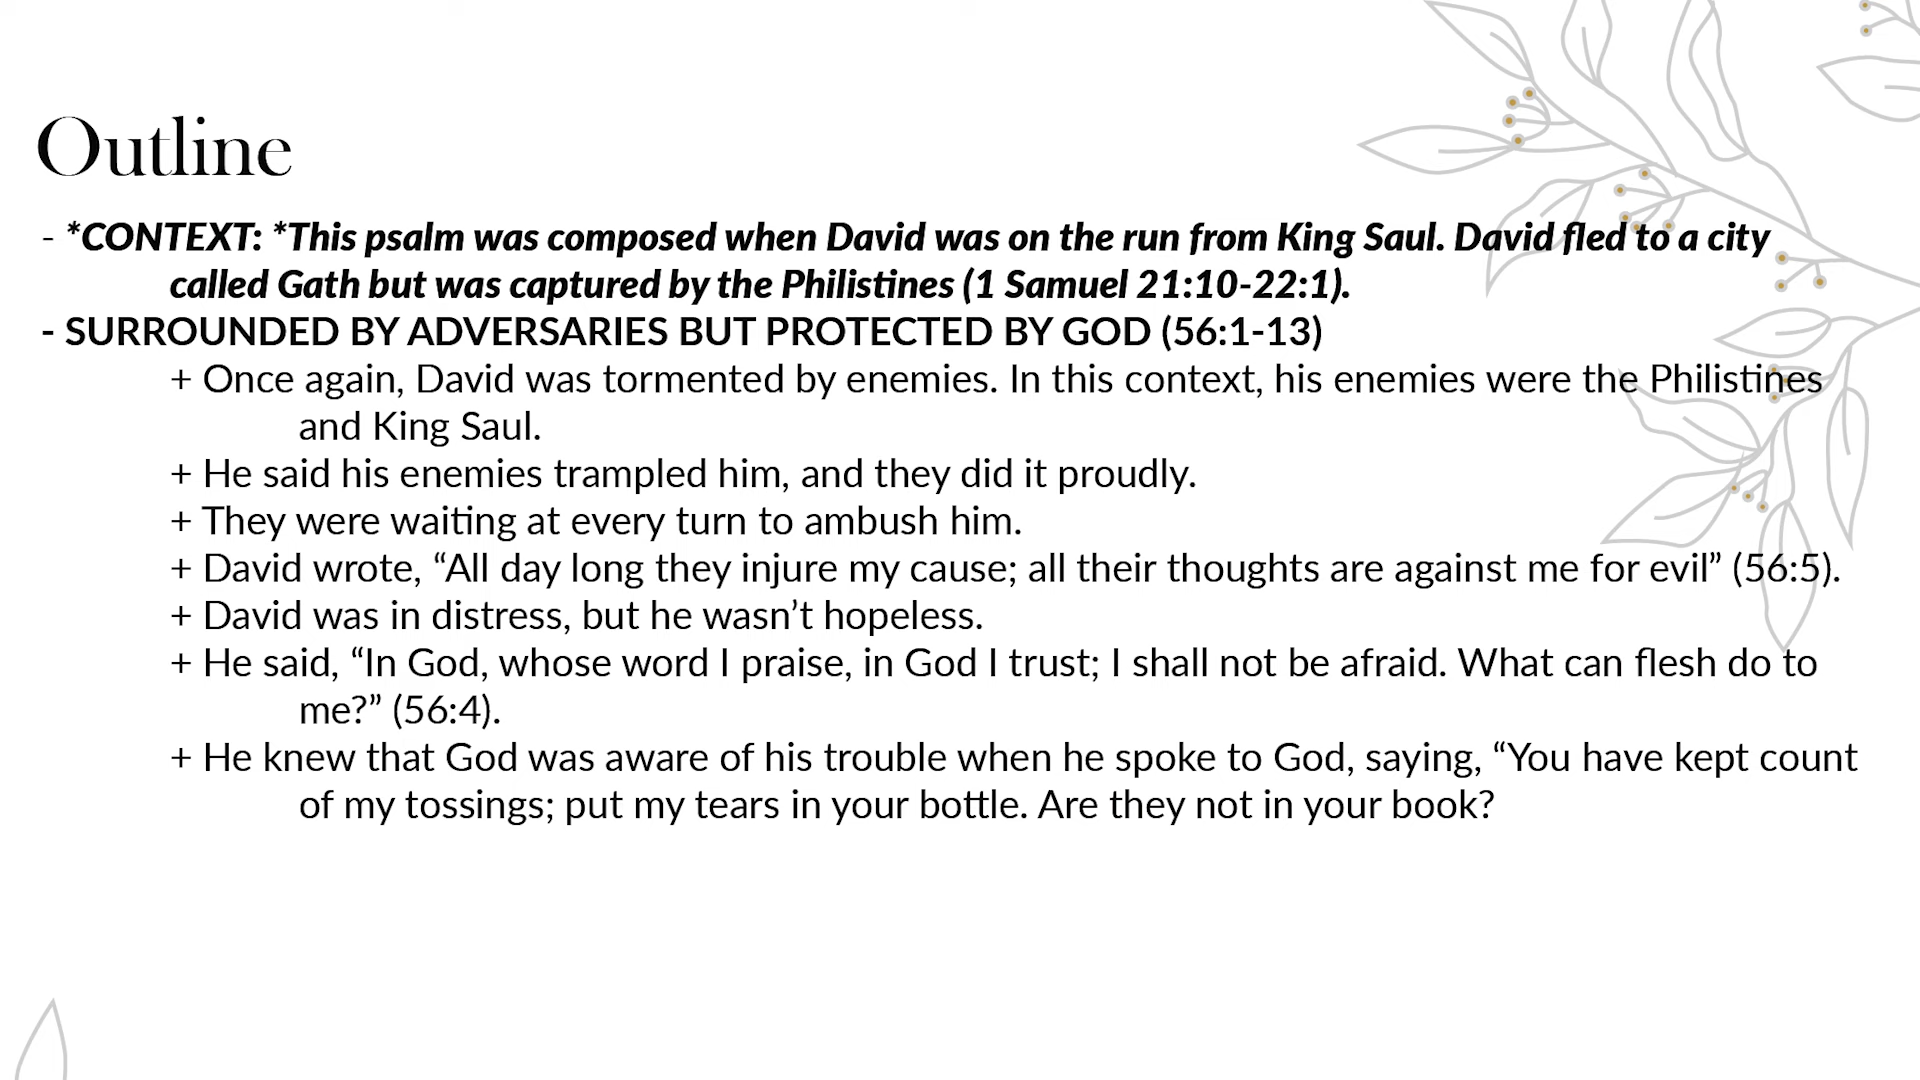 Outline
- *CONTEXT: *This psalm was composed when David was on the run from King Saul. David fled to a city
called Gath but was captured by the Philistines (1 Samuel 21:10-22:1).
- SURROUNDED BY ADVERSARIES BUT PROTECTED BY GOD (56:1-13)
+ Once again, David was tormented by enemies. In this context, his enemies were the Philistines
and King Saul.
+ He said his enemies trampled him, and they did it proudly.
+ They were waiting at every turn to ambush him.
+ David wrote, “All day long they injure my cause; all their thoughts are against me for evil” (56:5).
+ David was in distress, but he wasn’t hopeless.
+ He said, “In God, whose word I praise, in God I trust; I shall not be afraid. What can flesh do to
me?” (56:4).
+ He knew that God was aware of his trouble when he spoke to God, saying, “You have kept count
of my tossings; put my tears in your bottle. Are they not in your book?